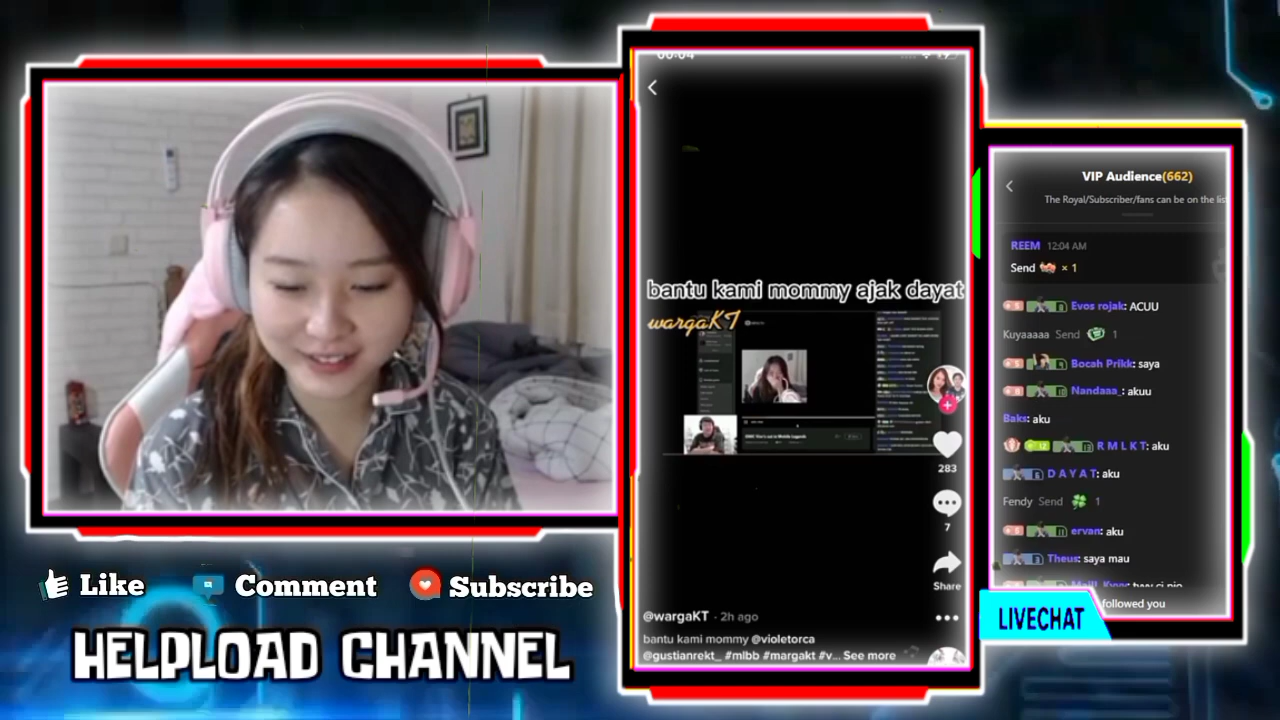 Like
Comment
Subscribe
HELPLOAD CHANNEL
00:04
bantu kami mommy ajak dayat
wargaKT
283
7
Share
@wargaKT · 2h ago
bantu kami mommy @violetorca
@gustianrekt_ #mlbb #margakt #v... See more
VIP Audience(662)
The Royal/Subscriber/fans can be on the list
REEM 12:04 AM
Send × 1
Evos rojak: ACUU
Kuyaaaaa Send 1
Bocah Prikk: saya
Nandaaa_: akuu
Baks: aku
12 R M L K T: aku
D A Y A T: aku
Fendy Send 1
ervan: aku
Theus: saya mau
followed you
LIVECHAT